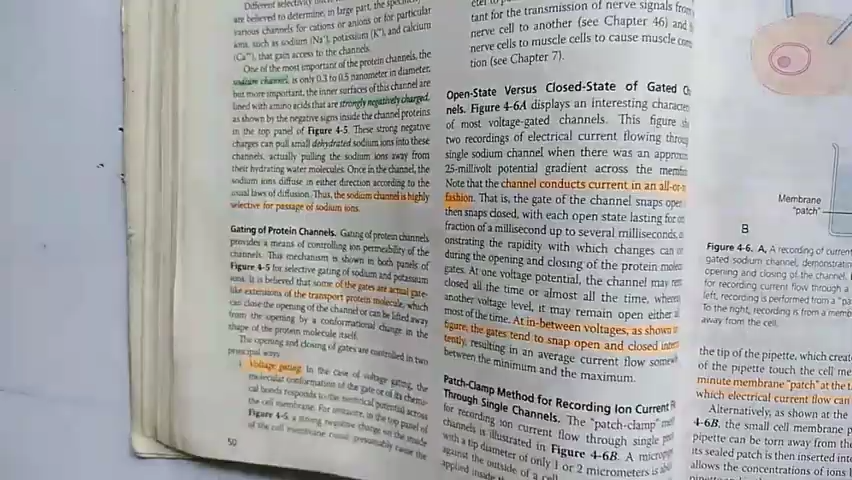 Different selectivity
are believed to determine, in large part, the
various channels for cations or anions or for particular
ions, such as sodium (Na⁺), potassium (K⁺), and calcium
(Ca⁺⁺), that gain access to the channels.
One of the most important of the protein channels, the
sodium channel, is only 0.3 to 0.5 nanometer in diameter,
but more important, the inner surfaces of this channel are
lined with amino acids that are strongly negatively charged,
as shown by the negative signs inside the channel proteins
in the top panel of Figure 4-5. These strong negative
charges can pull small dehydrated sodium ions into these
channels, actually pulling the sodium ions away from
their hydrating water molecules. Once in the channel, the
sodium ions diffuse in either direction according to the
usual laws of diffusion. Thus, the sodium channel is highly
selective for passage of sodium ions.
Gating of Protein Channels. Gating of protein channels
provides a means of controlling ion permeability of the
channels. This mechanism is shown in both panels of
Figure 4-5 for selective gating of sodium and potassium
ions. It is believed that some of the gates are actual gate-
like extensions of the transport protein molecule, which
can close the opening of the channel or can be lifted away
from the opening by a conformational change in the
shape of the protein molecule itself.
The opening and closing of gates are controlled in two
principal ways:
1. Voltage gating. In the case of voltage gating, the
molecular conformation of the gate or of its chemi-
cal bonds responds to the electrical potential across
the cell membrane. For instance, in the top panel of
Figure 4-5, a strong negative charge on the inside
of the cell membrane could presumably cause the
50
tant for the transmission of nerve signals from
nerve cell to another (see Chapter 46) and
nerve cells to muscle cells to cause muscle
tion (see Chapter 7).
Open-State Versus Closed-State of Gated
nels. Figure 4-6A displays an interesting
of most voltage-gated channels. This figure
two recordings of electrical current flowing
single sodium channel when there was an
25-millivolt potential gradient across the
Note that the channel conducts current in an all-or-
fashion. That is, the gate of the channel snaps
then snaps closed, with each open state lasting for
fraction of a millisecond up to several milliseconds,
onstrating the rapidity with which changes can
during the opening and closing of the protein
gates. At one voltage potential, the channel may
closed all the time or almost all the time,
another voltage level, it may remain open either
most of the time. At in-between voltages, as shown
figure, the gates tend to snap open and closed
tently, resulting in an average current flow
between the minimum and the maximum.
Patch-Clamp Method for Recording Ion Current
Through Single Channels. The "patch-clamp"
for recording ion current flow through single
channels is illustrated in Figure 4-6B. A
with a tip diameter of only 1 or 2 micrometers is
against the outside of a cell
applied inside
Membrane
"patch"
B
Figure 4-6. A, A recording of current
gated sodium channel, demonstratin
opening and closing of the channel.
for recording current flow through a
left, recording is performed from a "pa
To the right, recording is from a memb
away from the cell.
the tip of the pipette, which create
of the pipette touch the cell me
minute membrane "patch" at the t
which electrical current flow can
Alternatively, as shown at the
4-6B, the small cell membrane p
pipette can be torn away from the
its sealed patch is then inserted into
allows the concentrations of ions